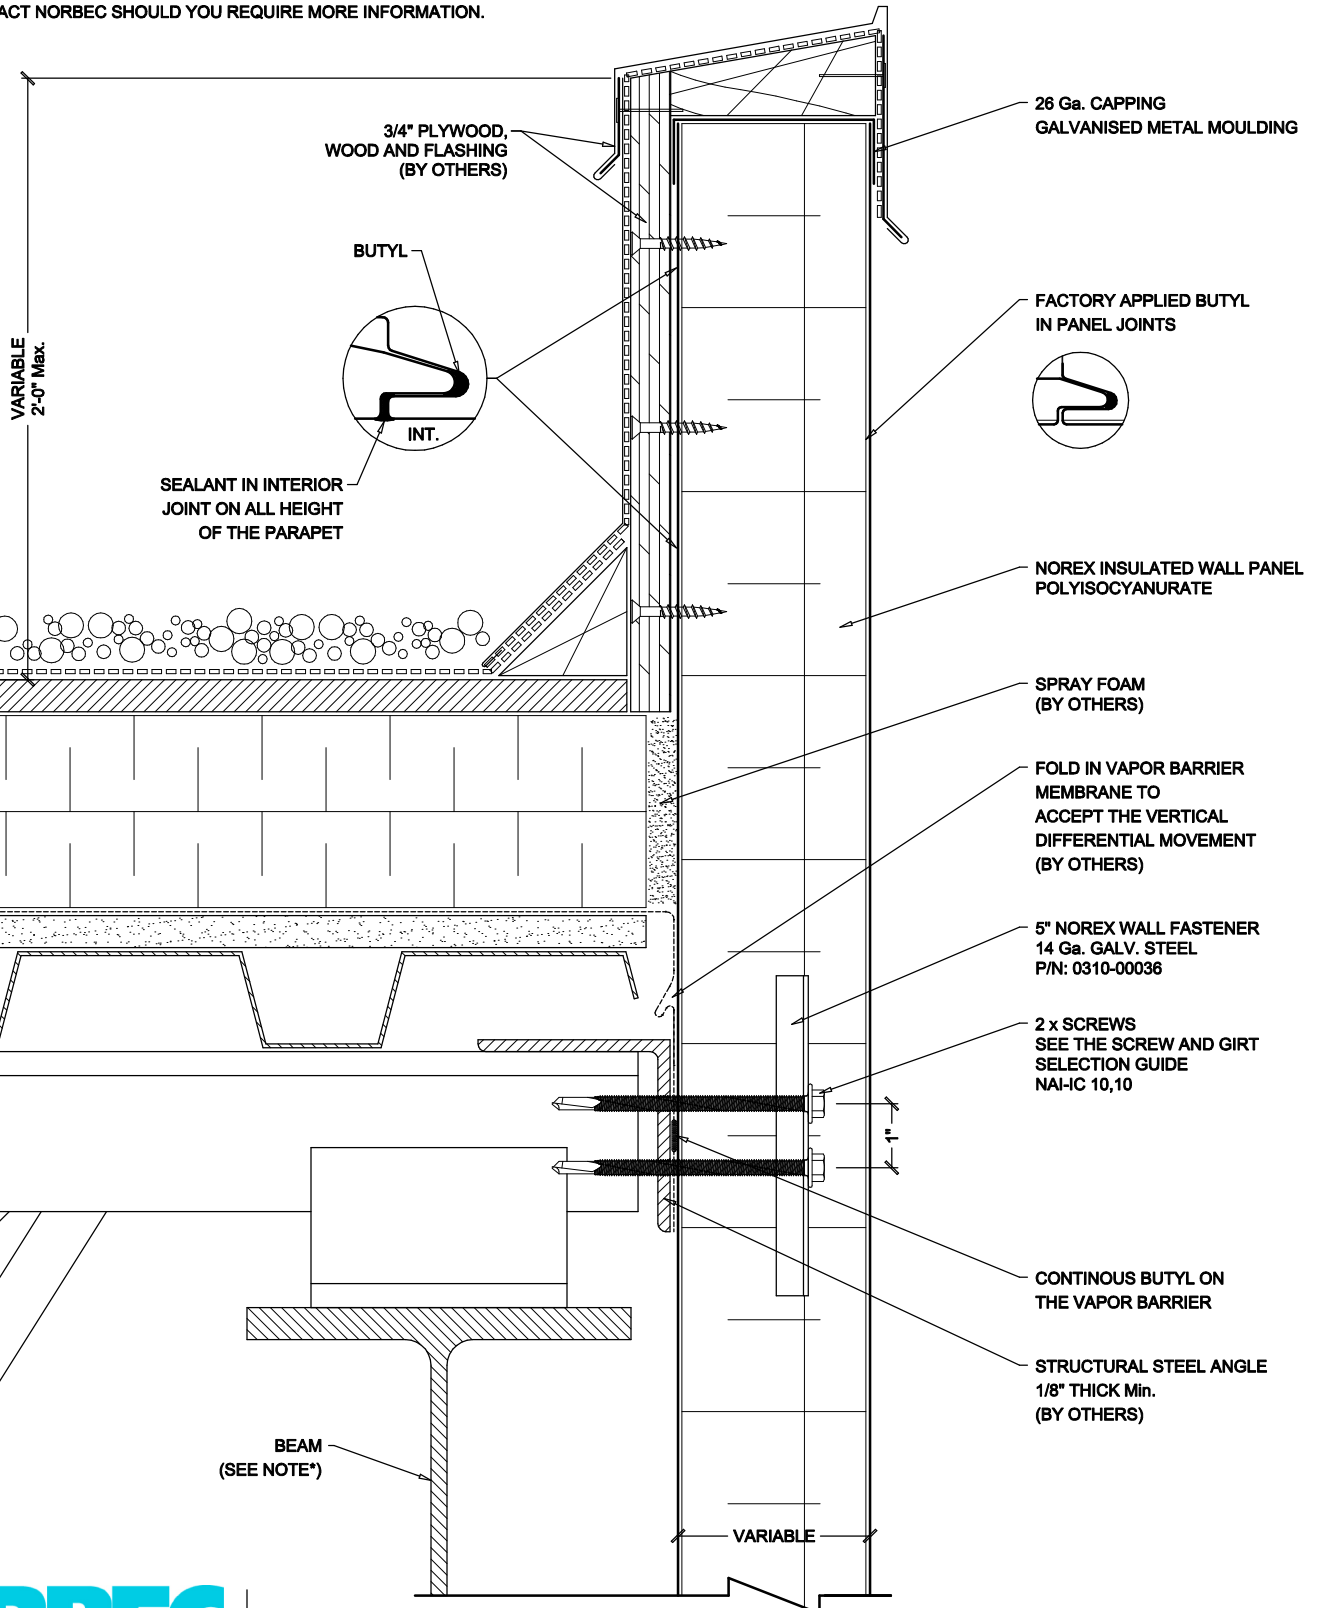 ACT NORBEC SHOULD YOU REQUIRE MORE INFORMATION.
3/4" PLYWOOD,
WOOD AND FLASHING
(BY OTHERS)
26 Ga. CAPPING
GALVANISED METAL MOULDING
BUTYL
VARIABLE
2'-0" Max.
INT.
FACTORY APPLIED BUTYL
IN PANEL JOINTS
SEALANT IN INTERIOR
JOINT ON ALL HEIGHT
OF THE PARAPET
NOREX INSULATED WALL PANEL
POLYISOCYANURATE
SPRAY FOAM
(BY OTHERS)
FOLD IN VAPOR BARRIER
MEMBRANE TO
ACCEPT THE VERTICAL
DIFFERENTIAL MOVEMENT
(BY OTHERS)
5" NOREX WALL FASTENER
14 Ga. GALV. STEEL
P/N: 0310-00036
2 x SCREWS
SEE THE SCREW AND GIRT
SELECTION GUIDE
NAI-IC 10,10
1"
CONTINOUS BUTYL ON
THE VAPOR BARRIER
STRUCTURAL STEEL ANGLE
1/8" THICK Min.
(BY OTHERS)
BEAM
(SEE NOTE*)
VARIABLE